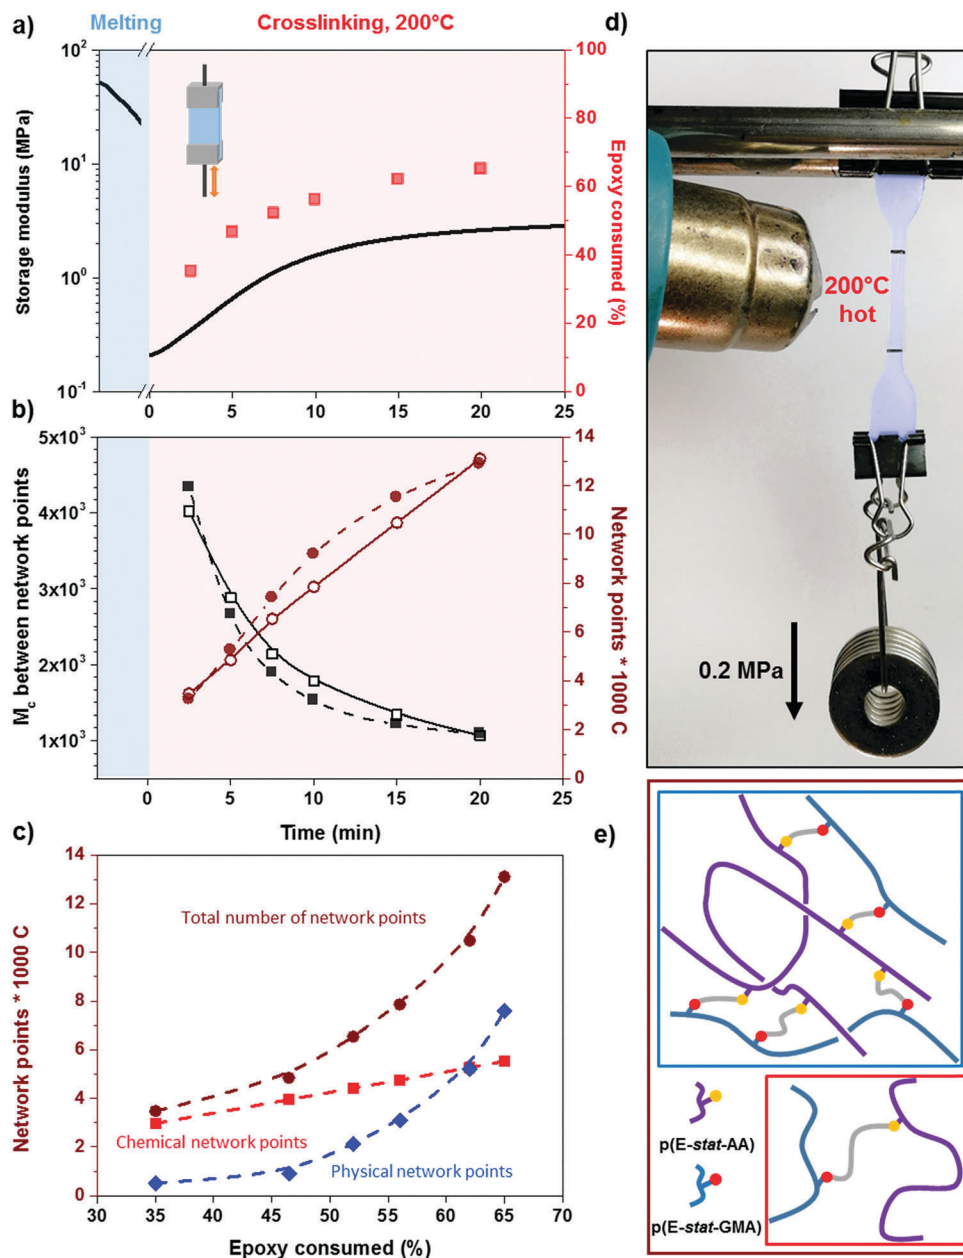 a)
Melting
Crosslinking, 200°C
Storage modulus (MPa)
10²
10¹
10⁰
10⁻¹
100
80
60
40
20
0
Epoxy consumed (%)
0
5
10
15
20
25
b)
M_c between network points
5x10³
4x10³
3x10³
2x10³
1x10³
14
12
10
8
6
4
2
0
Network points * 1000 C
0
5
10
15
20
25
Time (min)
c)
Network points * 1000 C
14
12
10
8
6
4
2
0
Total number of network points
Chemical network points
Physical network points
30
35
40
45
50
55
60
65
70
Epoxy consumed (%)
d)
200°C
hot
0.2 MPa
e)
p(E-stat-AA)
p(E-stat-GMA)